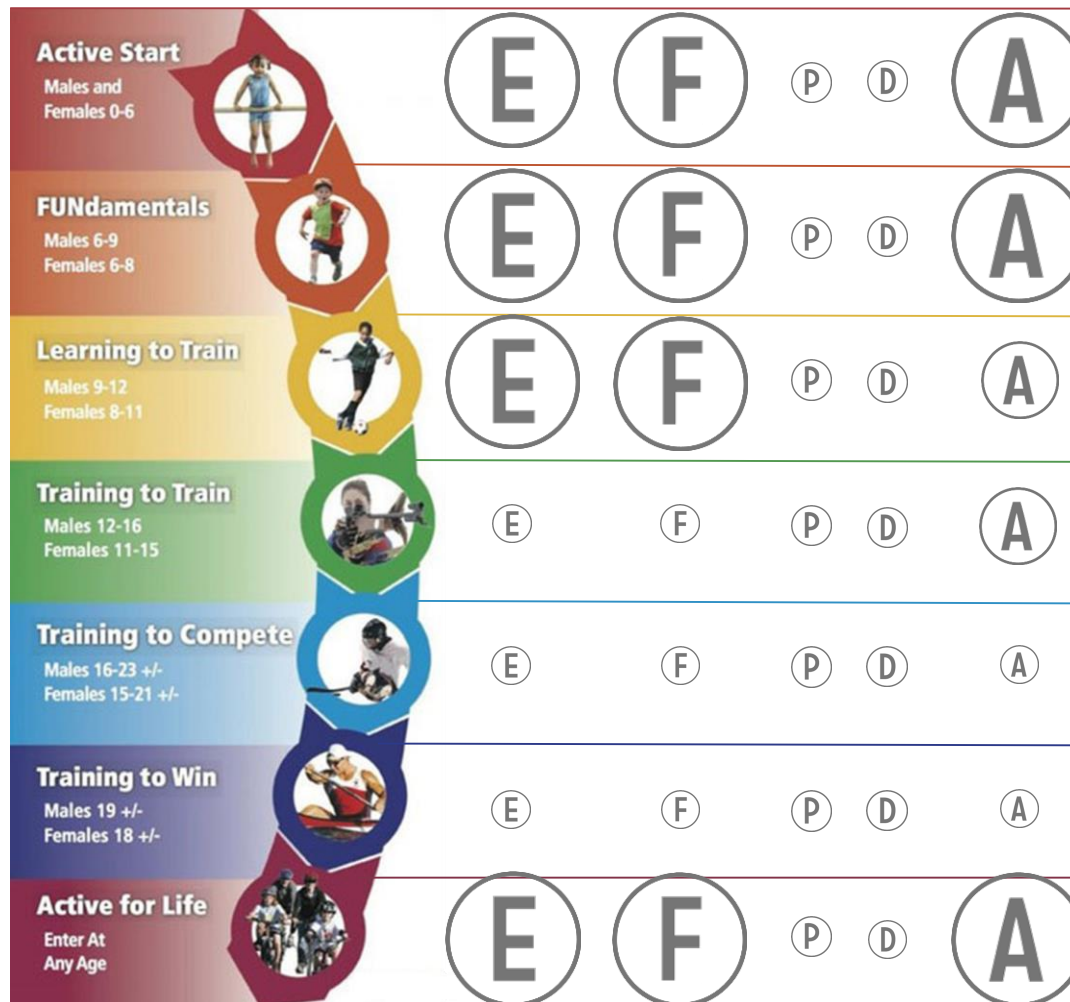 Active Start
Males and
Females 0-6
E F P D A
FUNdamentals
Males 6-9
Females 6-8
E F P D A
Learning to Train
Males 9-12
Females 8-11
E F P D A
Training to Train
Males 12-16
Females 11-15
E F P D A
Training to Compete
Males 16-23 +/-
Females 15-21 +/-
E F P D A
Training to Win
Males 19 +/-
Females 18 +/-
E F P D A
Active for Life
Enter At
Any Age
E F P D A